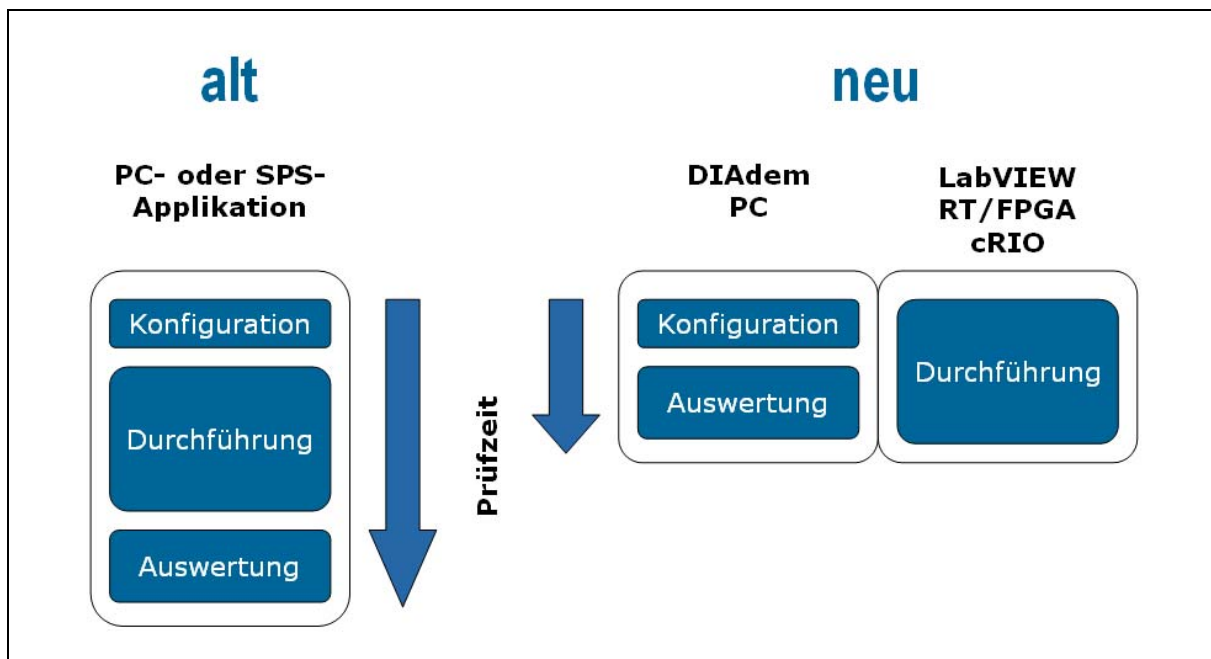 alt
PC- oder SPS-
Applikation
Konfiguration
Durchführung
Auswertung
Prüfzeit
neu
DIAdem
PC
Konfiguration
Auswertung
LabVIEW
RT/FPGA
cRIO
Durchführung